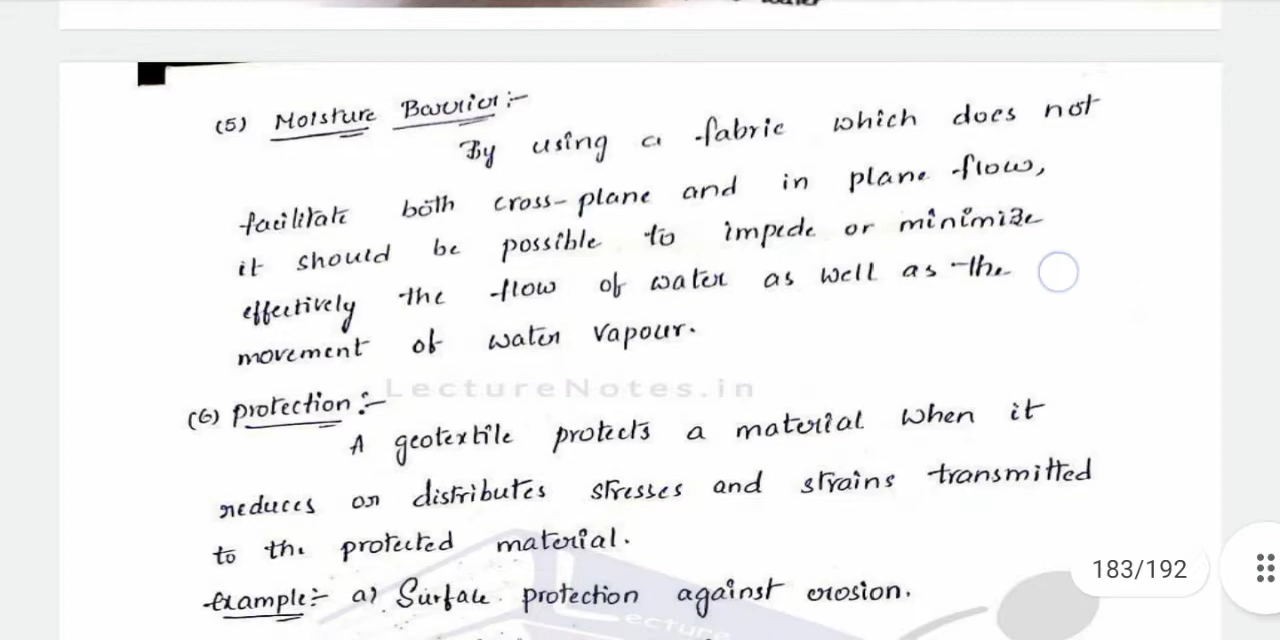 (5) Moisture Barrier :-
By using a fabric which does not
facilitate both cross-plane and in plane flow,
it should be possible to impede or minimize
effectively the flow of water as well as the
movement of water vapour.
LectureNotes.in
(6) protection :-
A geotextile protects a material when it
reduces or distributes stresses and strains transmitted
to the protected material.
Example:- a) Surface protection against erosion.
183/192
Lecture